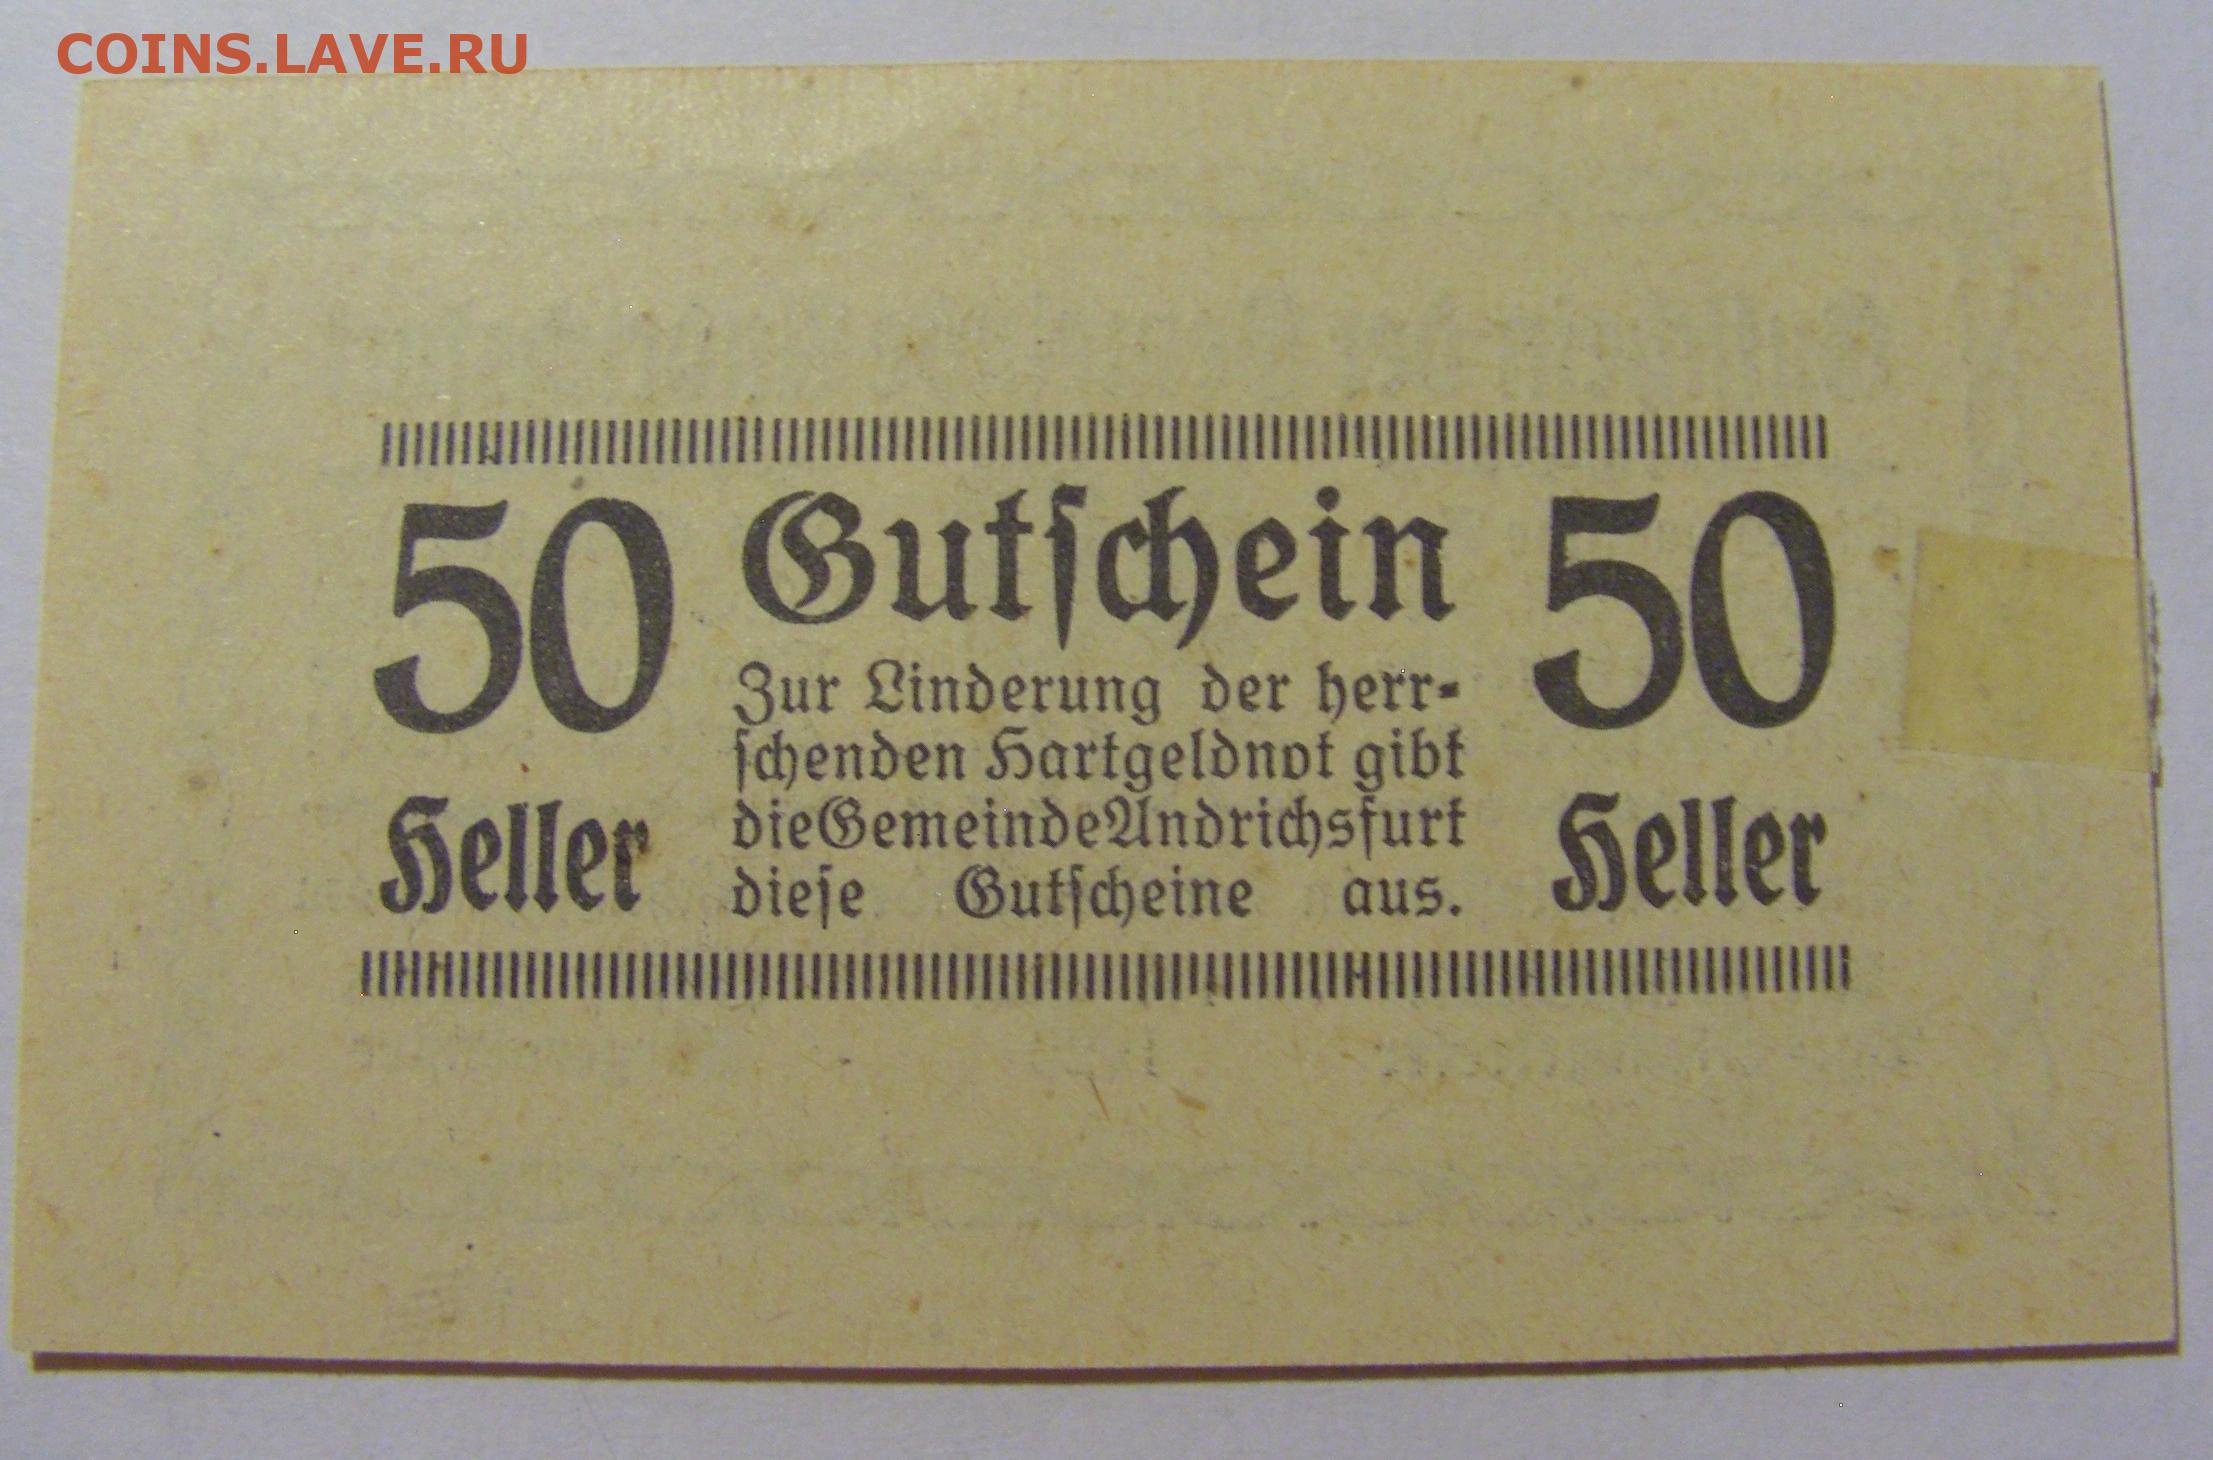 COINS.LAVE.RU
50 Gutschein 50
Zur Linderung der herr-
schenden Hartgeldnot gibt
die Gemeinde Andrichsfurt
diese Gutscheine aus.
Heller Heller